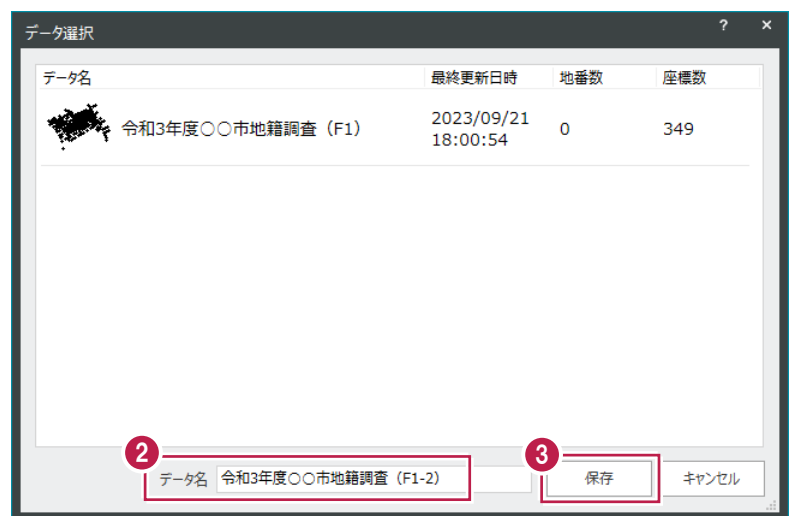 データ選択
? ×
データ名 最終更新日時 地番数 座標数
令和3年度○○市地籍調査（F1） 2023/09/21 18:00:54 0 349
2 3
データ名 令和3年度○○市地籍調査（F1-2） 保存 キャンセル